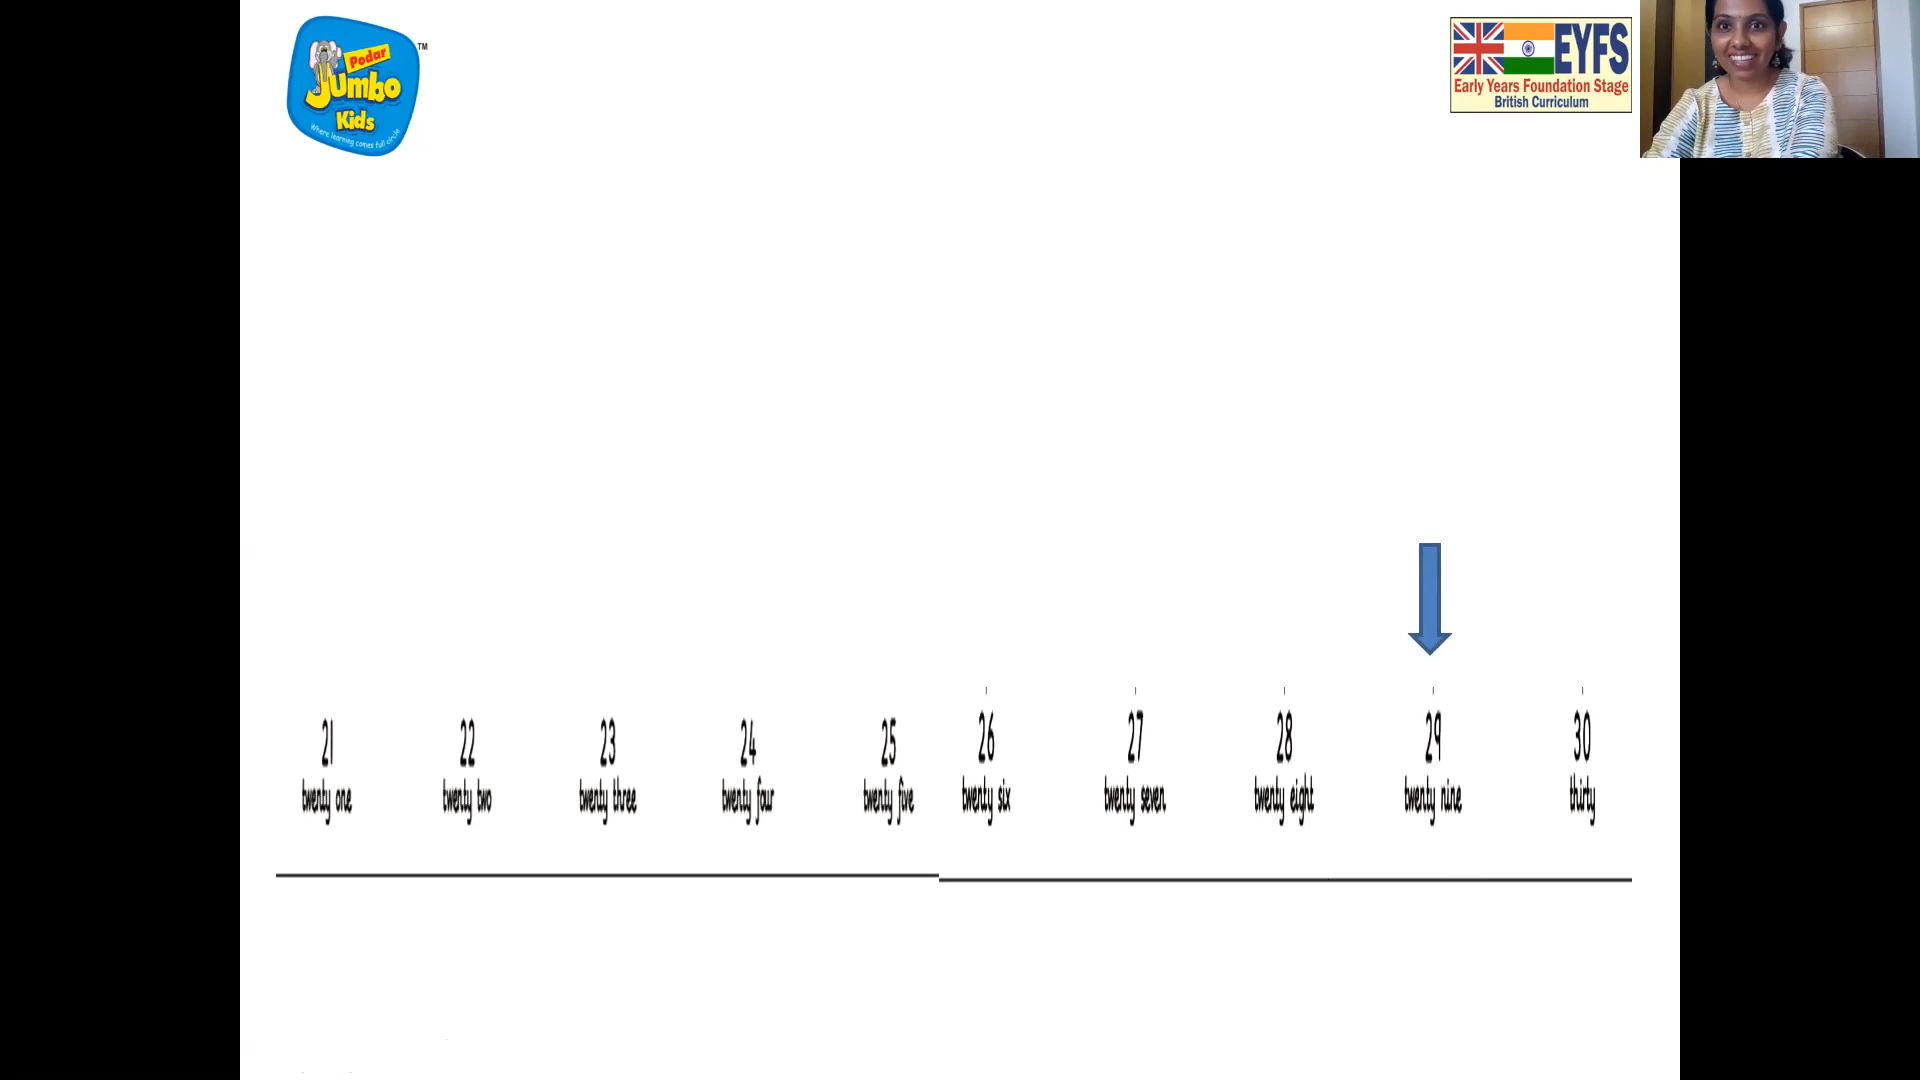 Podar
Jumbo
Kids
Where learning comes full circle
TM
EYFS
Early Years Foundation Stage
British Curriculum
21 22 23 24 25 26 27 28 29 30
twenty one twenty two twenty three twenty four twenty five twenty six twenty seven twenty eight twenty nine thirty